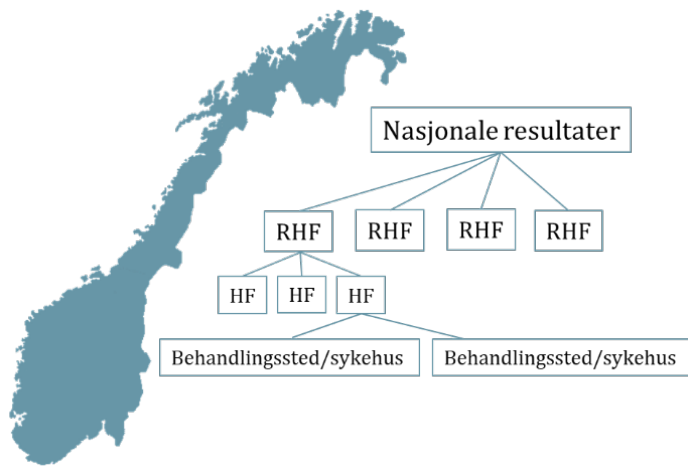 Nasjonale resultater
RHF
RHF
RHF
RHF
HF
HF
HF
Behandlingssted/sykehus
Behandlingssted/sykehus